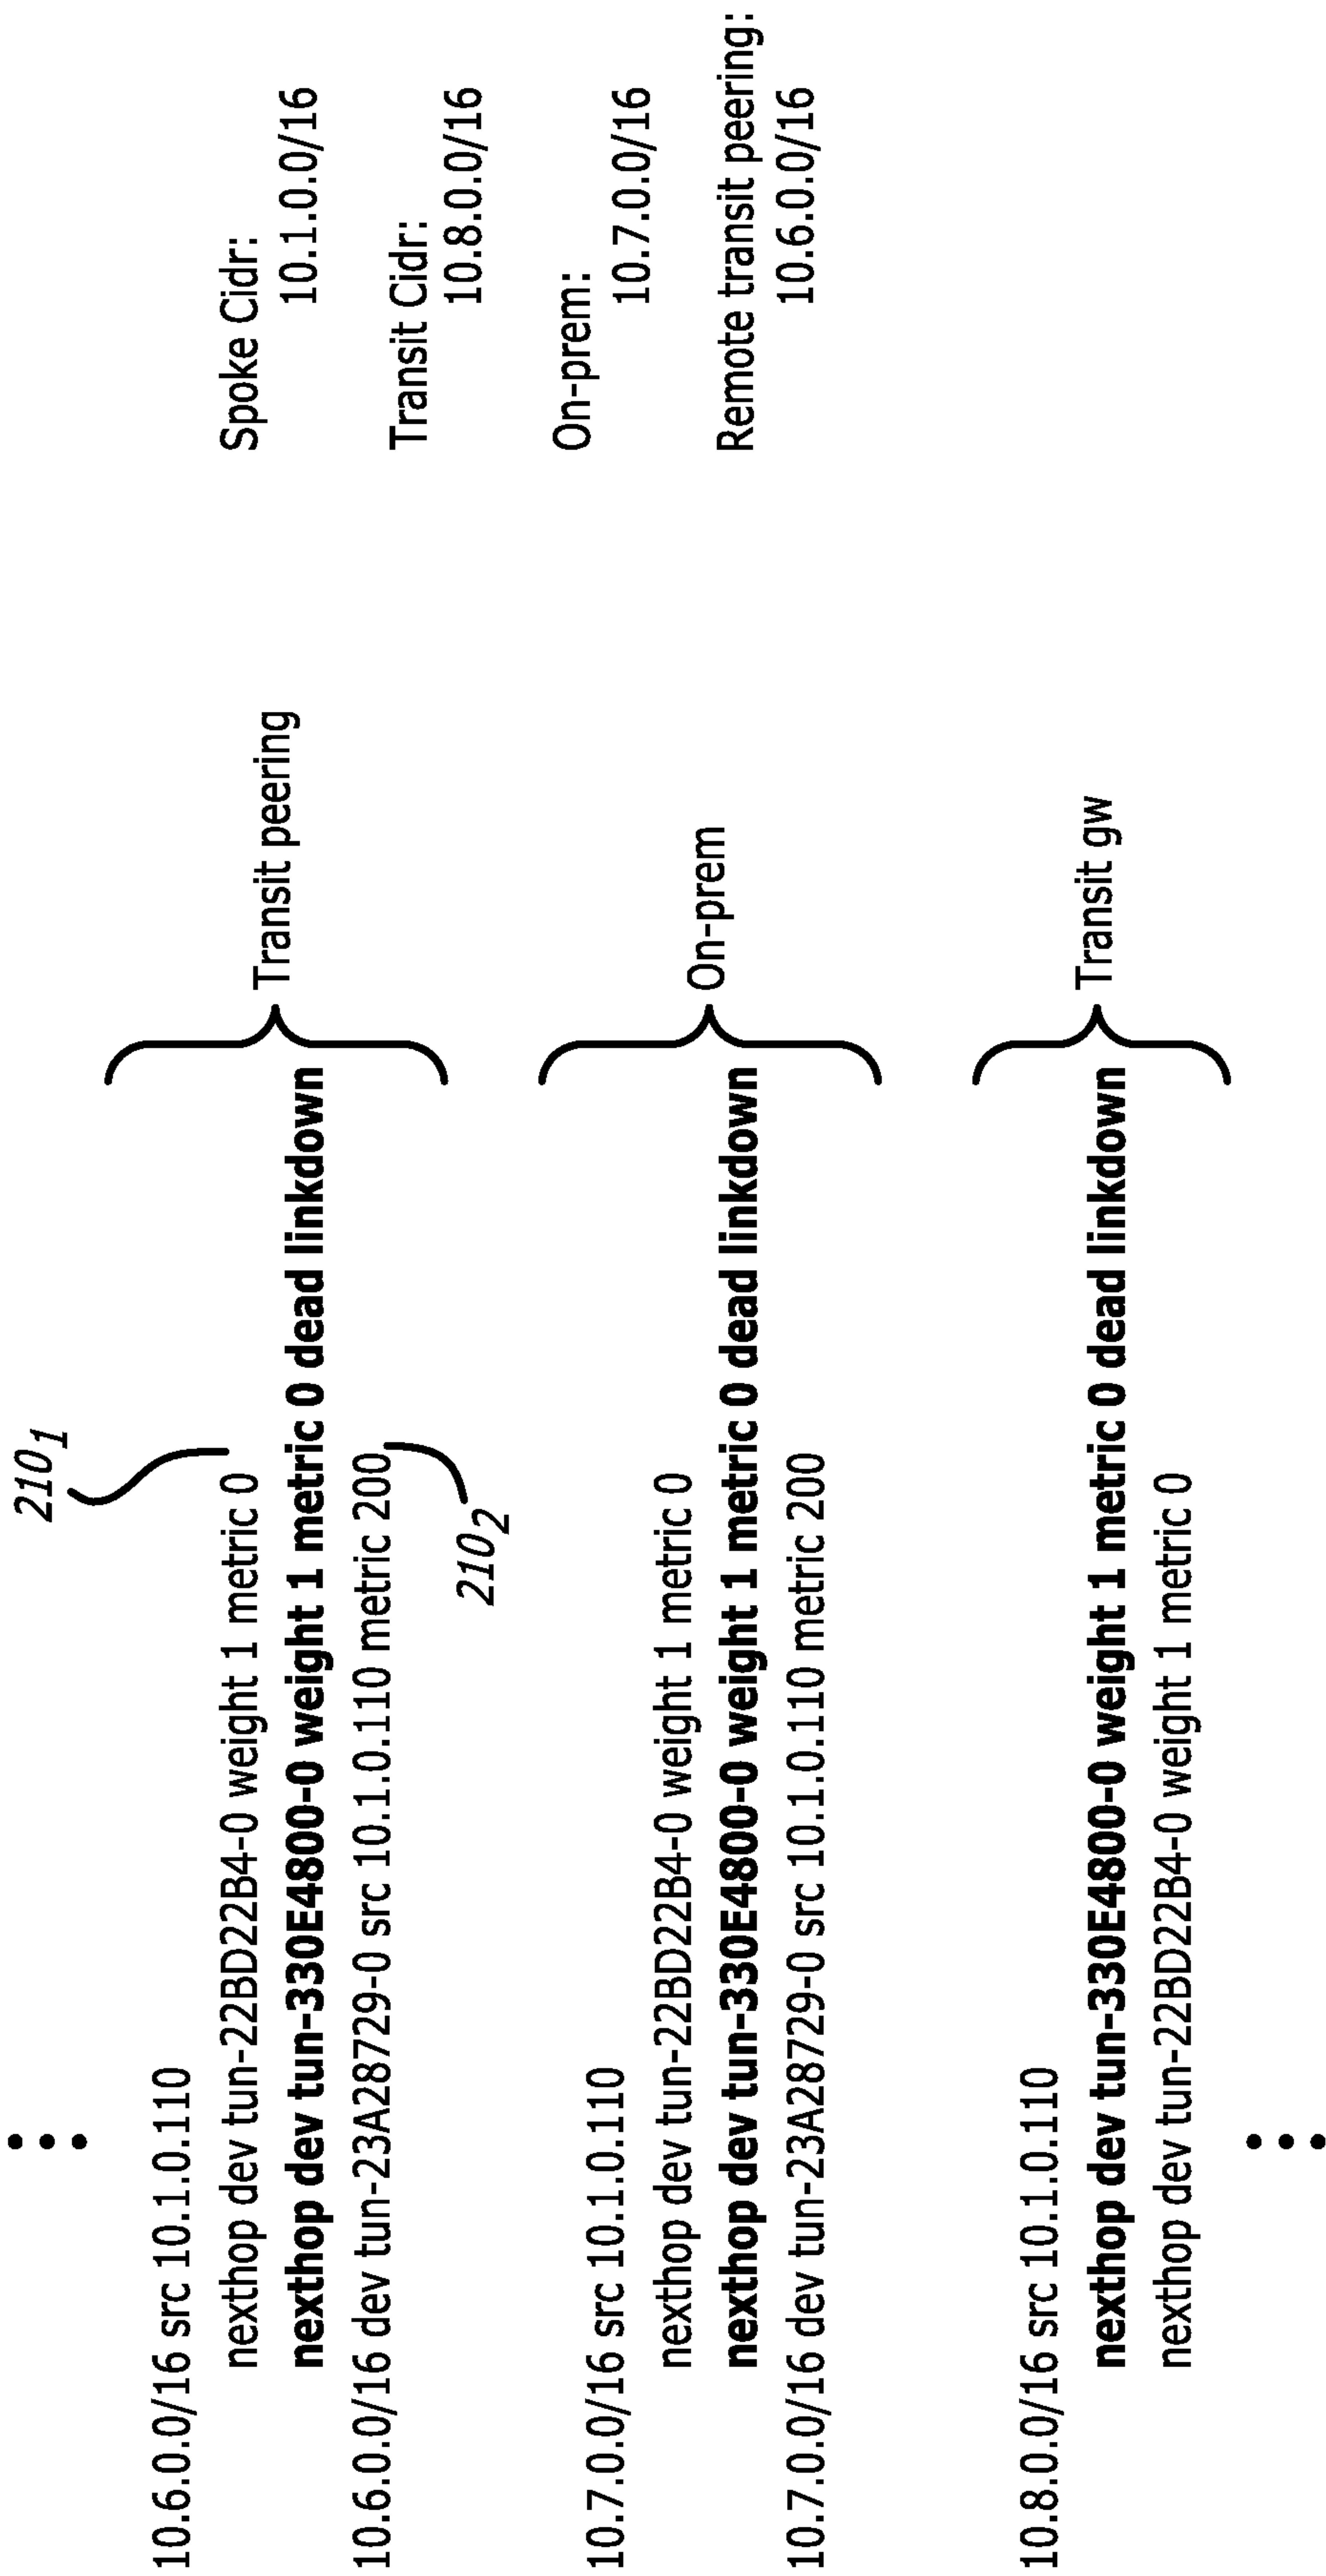 210₁
10.6.0.0/16 src 10.1.0.110
nexthop dev tun-22BD22B4-0 weight 1 metric 0
nexthop dev tun-330E4800-0 weight 1 metric 0 dead linkdown
10.6.0.0/16 dev tun-23A28729-0 src 10.1.0.110 metric 200
210₂
Transit peering
10.7.0.0/16 src 10.1.0.110
nexthop dev tun-22BD22B4-0 weight 1 metric 0
nexthop dev tun-330E4800-0 weight 1 metric 0 dead linkdown
10.7.0.0/16 dev tun-23A28729-0 src 10.1.0.110 metric 200
On-prem
10.8.0.0/16 src 10.1.0.110
nexthop dev tun-330E4800-0 weight 1 metric 0 dead linkdown
nexthop dev tun-22BD22B4-0 weight 1 metric 0
Transit gw
Spoke Cidr:
10.1.0.0/16
Transit Cidr:
10.8.0.0/16
On-prem:
10.7.0.0/16
Remote transit peering:
10.6.0.0/16